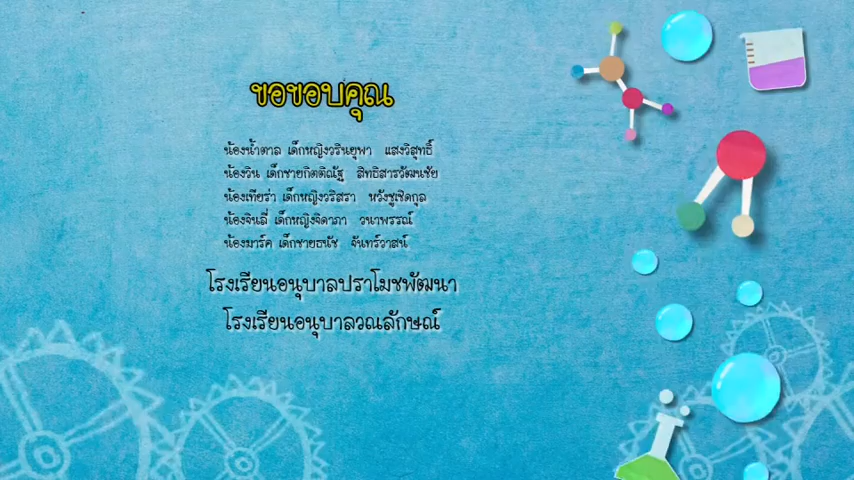 ขอขอบคุณ
น้องน้ำตาล เด็กหญิงวรินยุพา แสงวิสุทธิ์
น้องวิน เด็กชายกิตติณัฐ สิทธิสารวัฒนชัย
น้องเทียร่า เด็กหญิงวริสรา หวังชูเชิดกุล
น้องจินลี่ เด็กหญิงจิดาภา วนาพรรณ์
น้องมาร์ค เด็กชายธนัช จันทร์วาสน์
โรงเรียนอนุบาลปราโมชพัฒนา
โรงเรียนอนุบาลวณลักษณ์